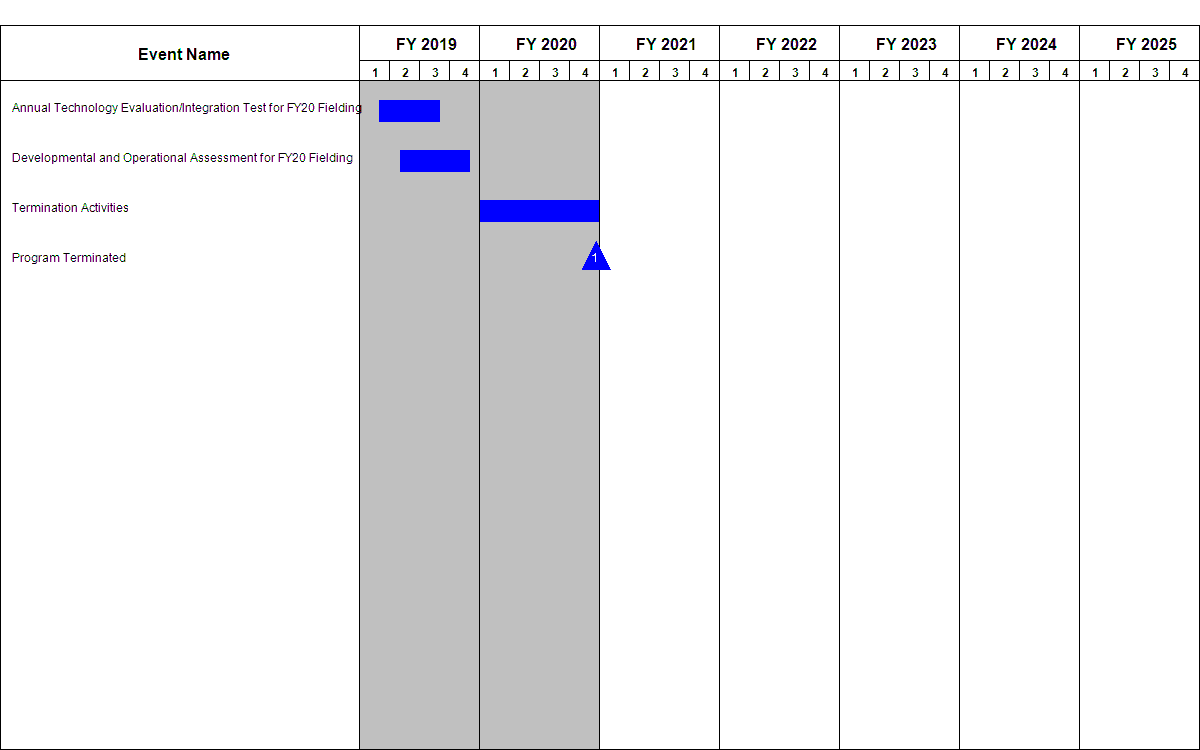 Event Name
FY 2019 FY 2020 FY 2021 FY 2022 FY 2023 FY 2024 FY 2025
1 2 3 4 1 2 3 4 1 2 3 4 1 2 3 4 1 2 3 4 1 2 3 4 1 2 3 4
Annual Technology Evaluation/Integration Test for FY20 Fielding
Developmental and Operational Assessment for FY20 Fielding
Termination Activities
Program Terminated
1